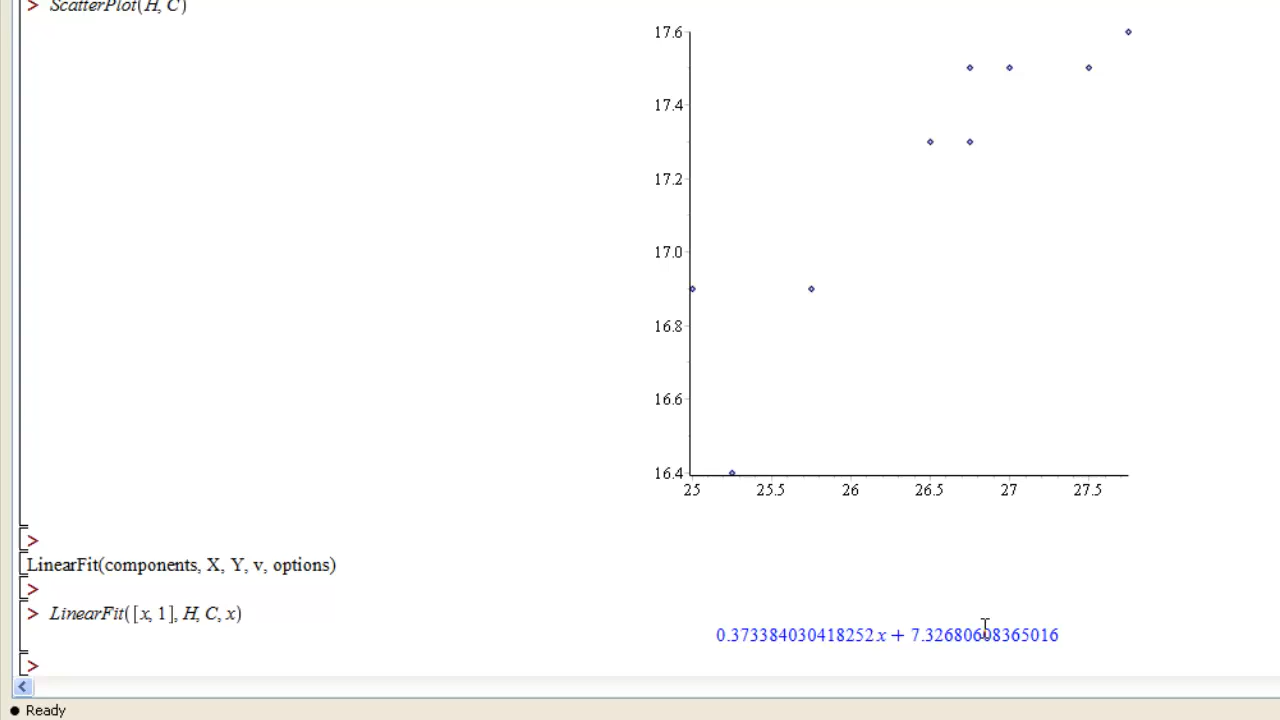 > ScatterPlot(H, C)
17.6
17.4
17.2
17.0
16.8
16.6
16.4
25 25.5 26 26.5 27 27.5
>
LinearFit(components, X, Y, v, options)
>
> LinearFit([x, 1], H, C, x)
0.373384030418252 x + 7.32680608365016
>
Ready